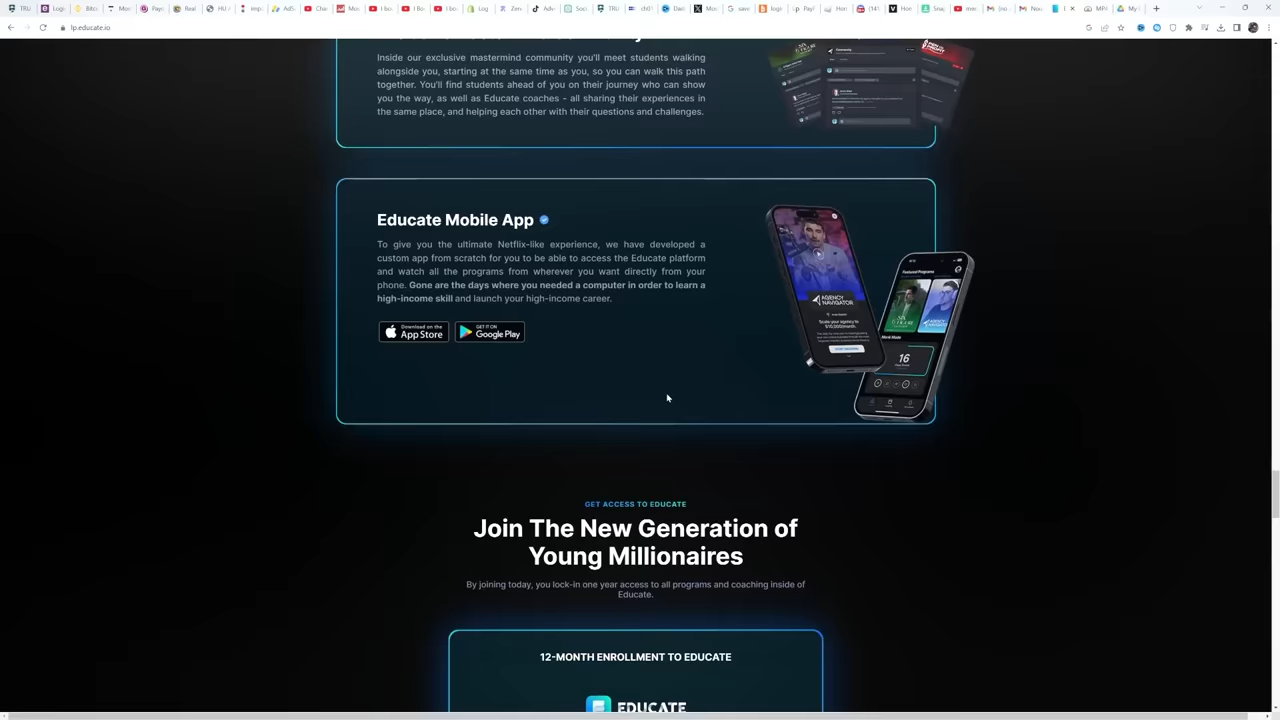 lp.educate.io
Inside our exclusive mastermind community you'll meet students walking
alongside you, starting at the same time as you, so you can walk this path
together. You'll find students ahead of you on their journey who can show
you the way, as well as Educate coaches - all sharing their experiences in
the same place, and helping each other with their questions and challenges.
Educate Mobile App
To give you the ultimate Netflix-like experience, we have developed a
custom app from scratch for you to be able to access the Educate platform
and watch all the programs from wherever you want directly from your
phone. Gone are the days where you needed a computer in order to learn a
high-income skill and launch your high-income career.
Download on the
App Store
GET IT ON
Google Play
AGENCY
NAVIGATOR
Scale your agency to
$10,000/month.
Featured Programs
16
GET ACCESS TO EDUCATE
Join The New Generation of
Young Millionaires
By joining today, you lock-in one year access to all programs and coaching inside of
Educate.
12-MONTH ENROLLMENT TO EDUCATE
EDUCATE